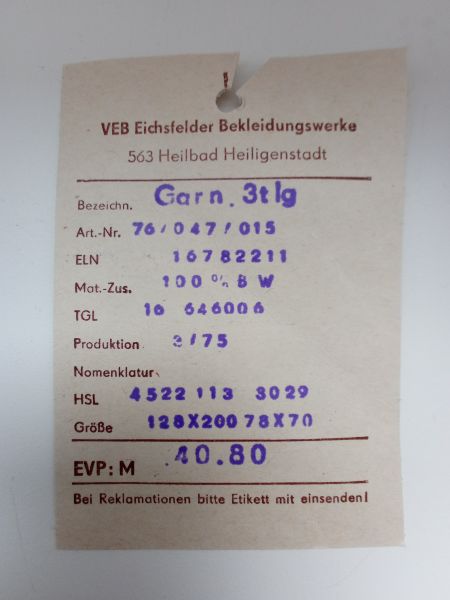 VEB Eichsfelder Bekleidungswerke
563 Heilbad Heiligenstadt
Bezeichn. Garn. 3tlg
Art.-Nr. 76/047/015
ELN 16782211
Mat.-Zus. 100% BW
TGL 16 646006
Produktion 3/75
Nomenklatur
HSL 4522 113 3029
Größe 128X200 78X70
EVP: M 40.80
Bei Reklamationen bitte Etikett mit einsenden!